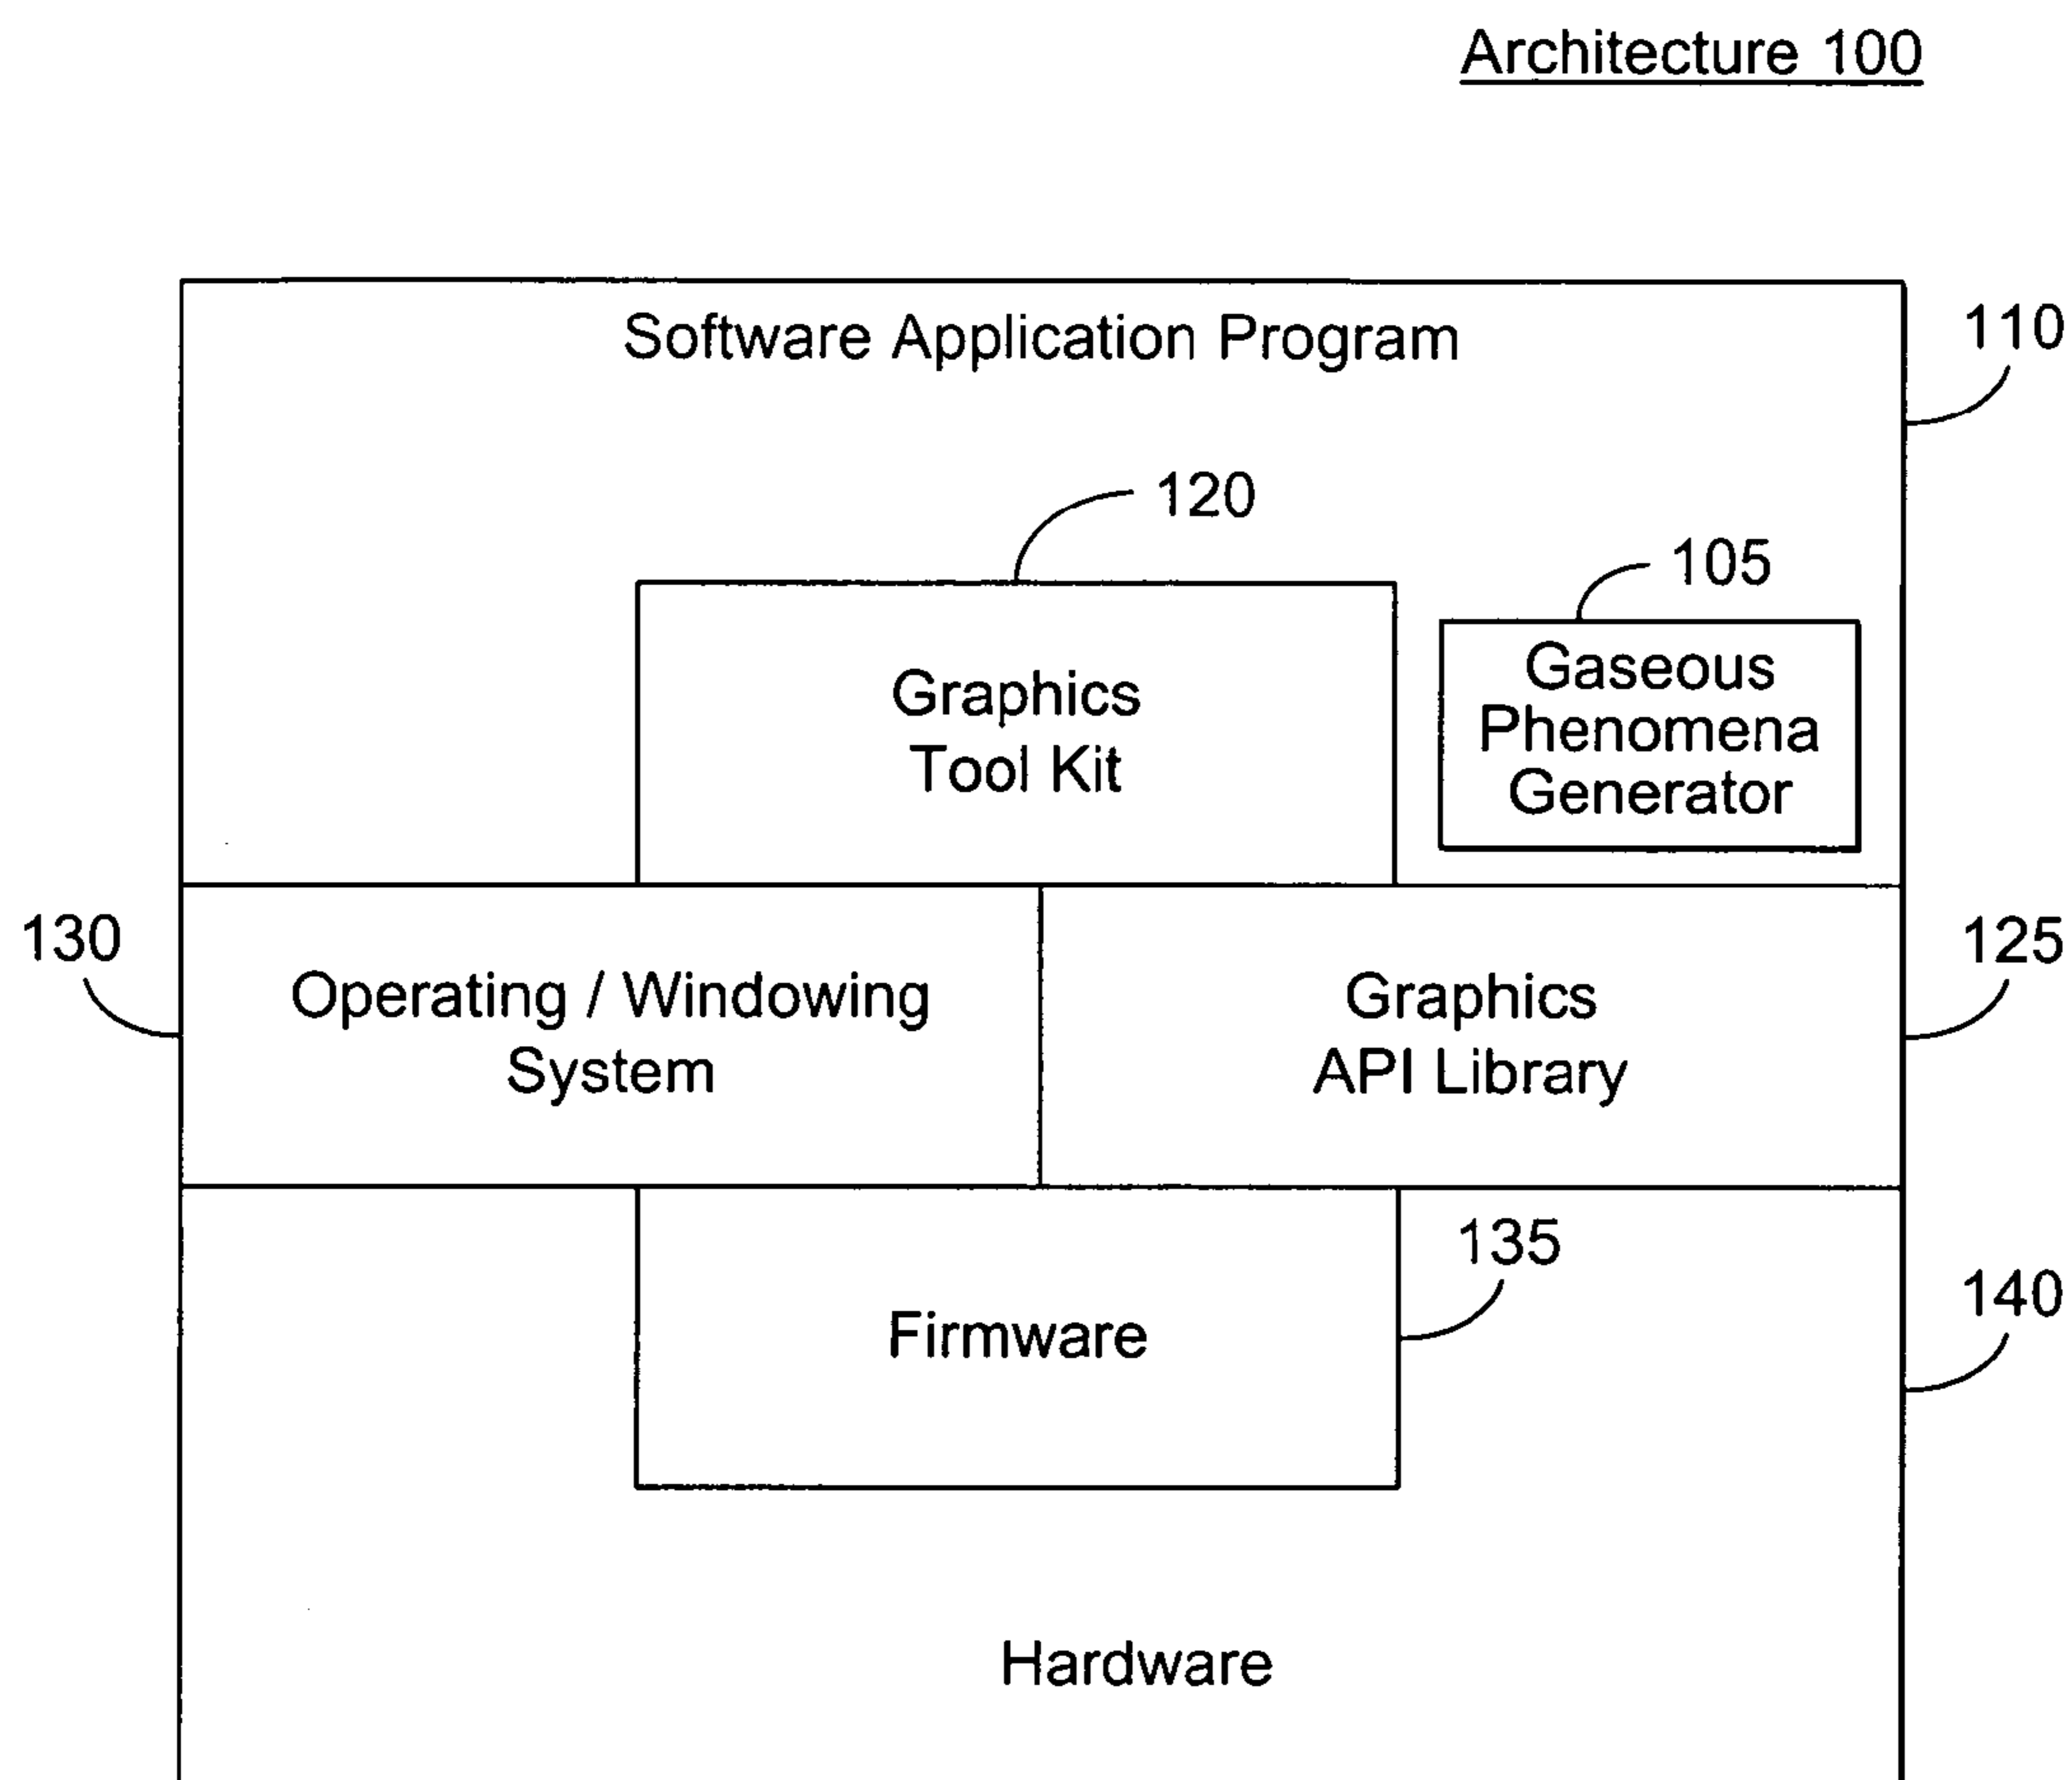 Architecture 100
Software Application Program
110
120
105
Graphics
Tool Kit
Gaseous
Phenomena
Generator
130
125
Operating / Windowing
System
Graphics
API Library
135
140
Firmware
Hardware